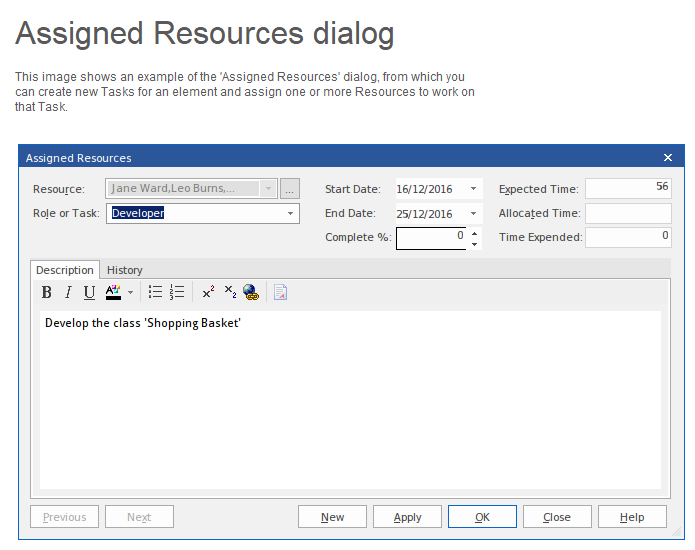 Assigned Resources dialog
This image shows an example of the 'Assigned Resources' dialog, from which you
can create new Tasks for an element and assign one or more Resources to work on
that Task.
Assigned Resources
Resource: Jane Ward,Leo Burns,... ... Start Date: 16/12/2016 Expected Time: 56
Role or Task: Developer End Date: 25/12/2016 Allocated Time:
Complete %: 0 Time Expended: 0
Description History
B I U A x² x₂
Develop the class 'Shopping Basket'
Previous Next New Apply OK Close Help